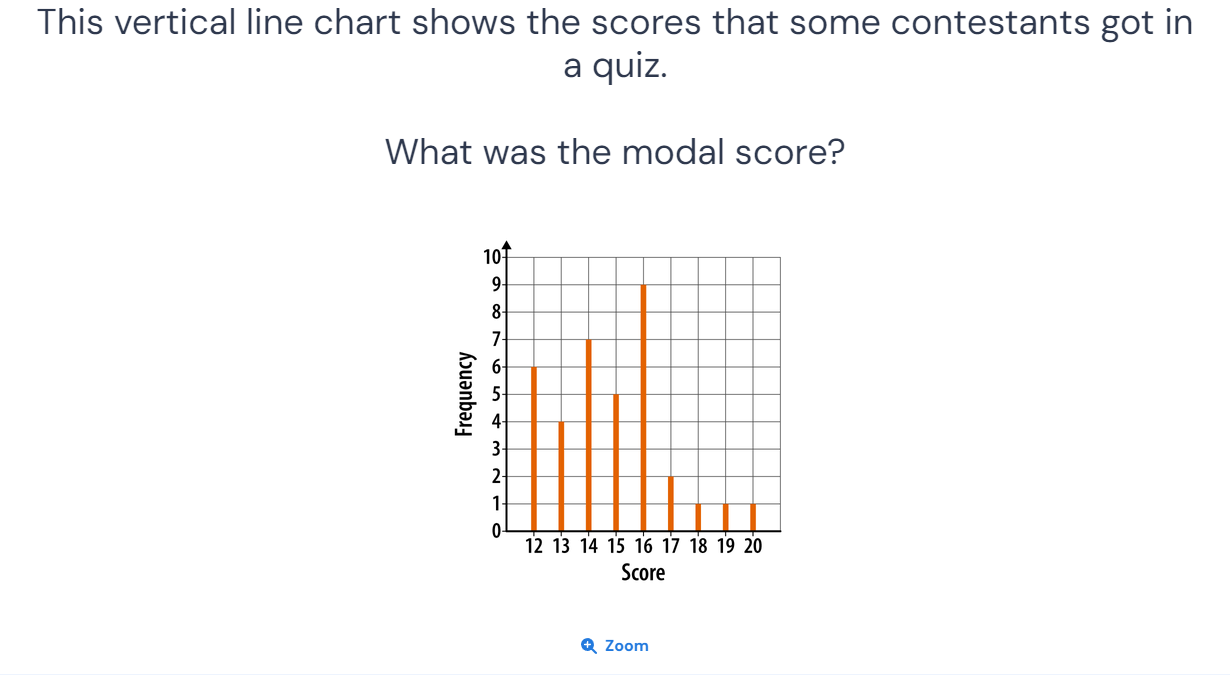 This vertical line chart shows the scores that some contestants got in
a quiz.
What was the modal score?
10
9
8
7
6
5
4
3
2
1
0
Frequency
12 13 14 15 16 17 18 19 20
Score
Zoom